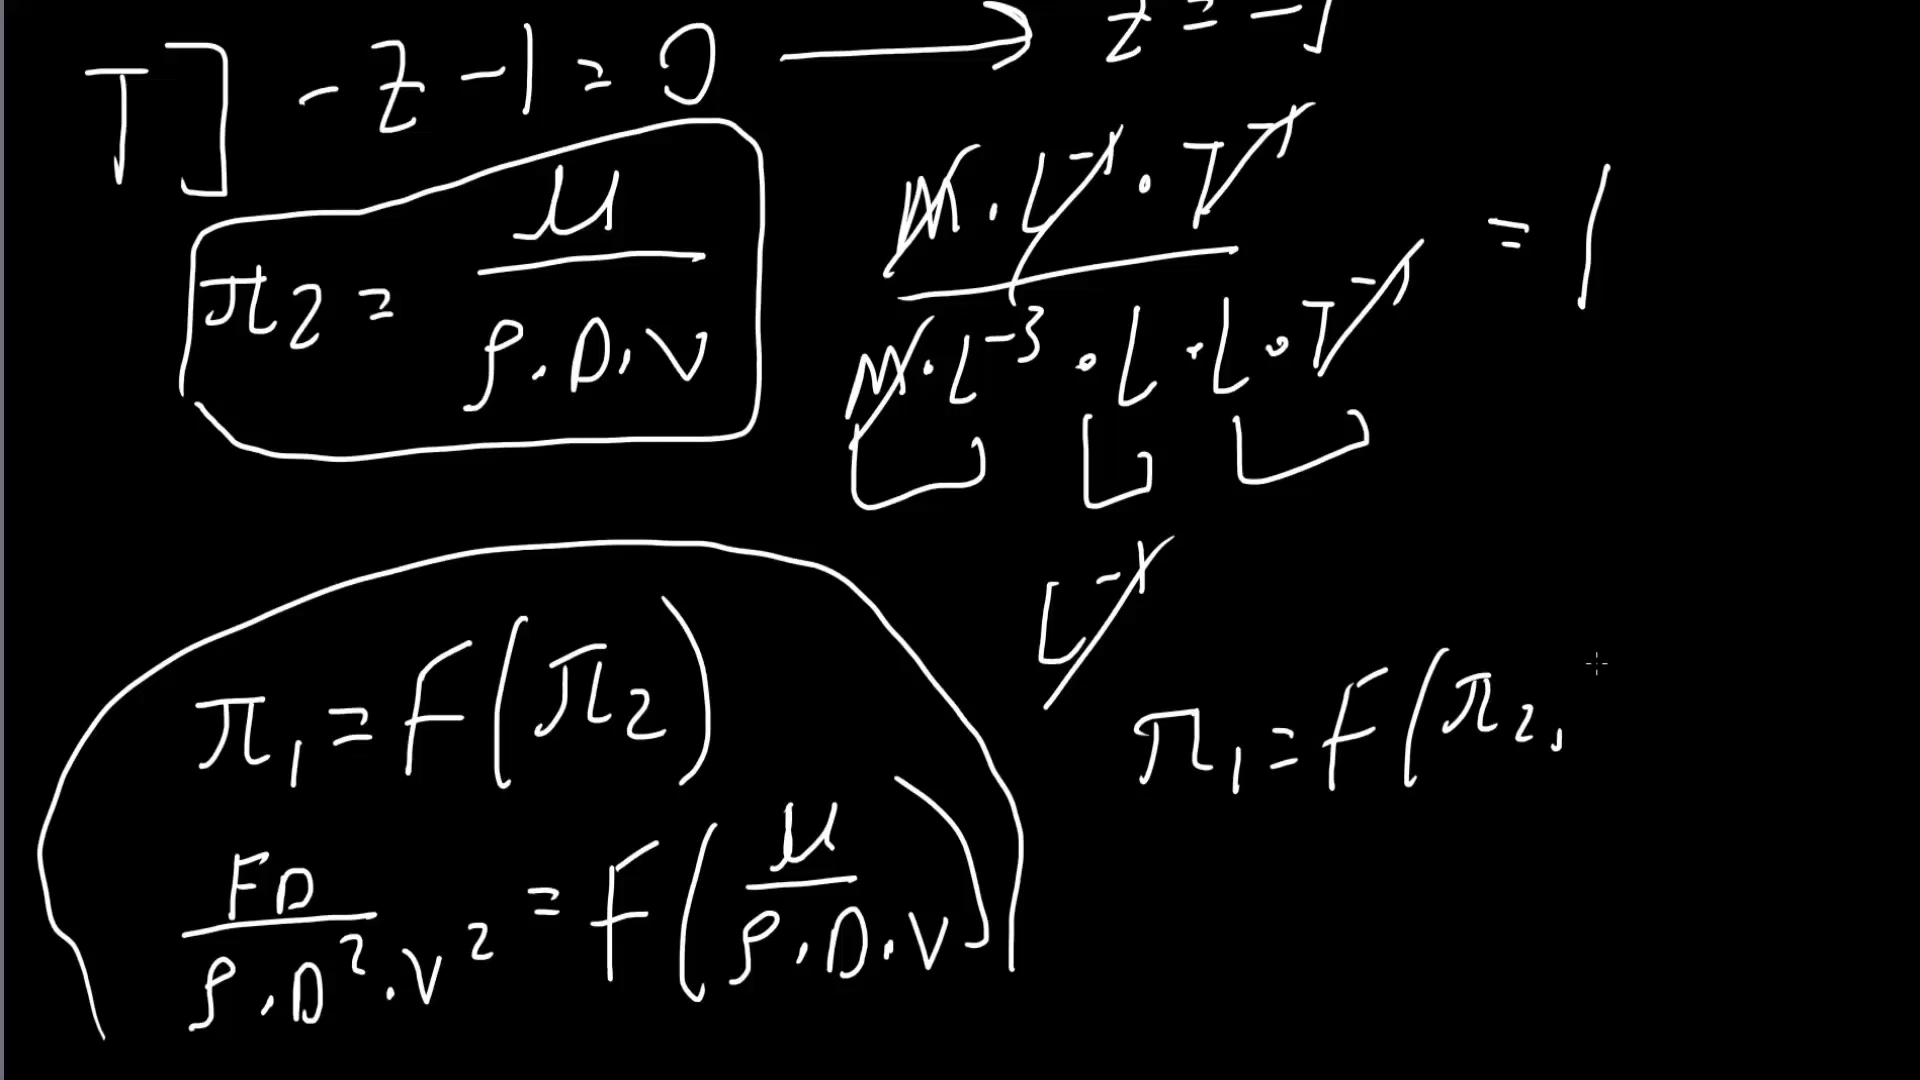 T] - z - 1 = 0 → z = -1
π2 = μ / ρ . D . V
M . L⁻¹ . T⁻¹ / M . L⁻³ . L . L . T⁻¹ = 1
L⁻¹
π1 = F(π2)
π1 = F(π2,
FD / ρ . D² . V² = F(μ / ρ . D . V)